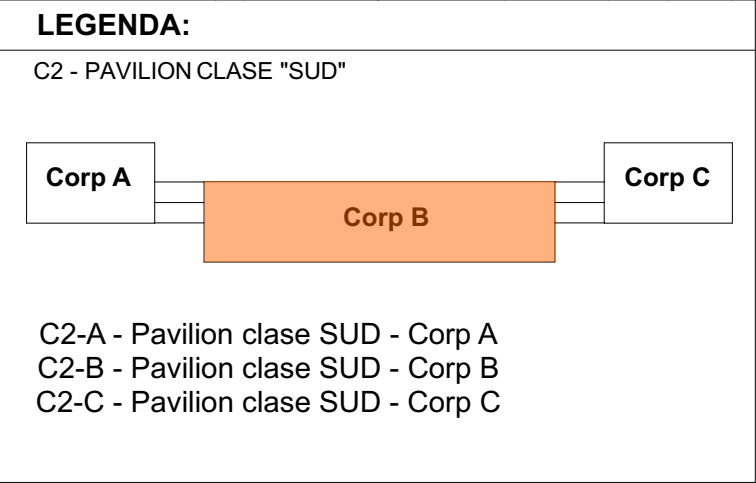 LEGENDA:
C2 - PAVILION CLASE "SUD"
Corp A
Corp C
Corp B
C2-A - Pavilion clase SUD - Corp A
C2-B - Pavilion clase SUD - Corp B
C2-C - Pavilion clase SUD - Corp C